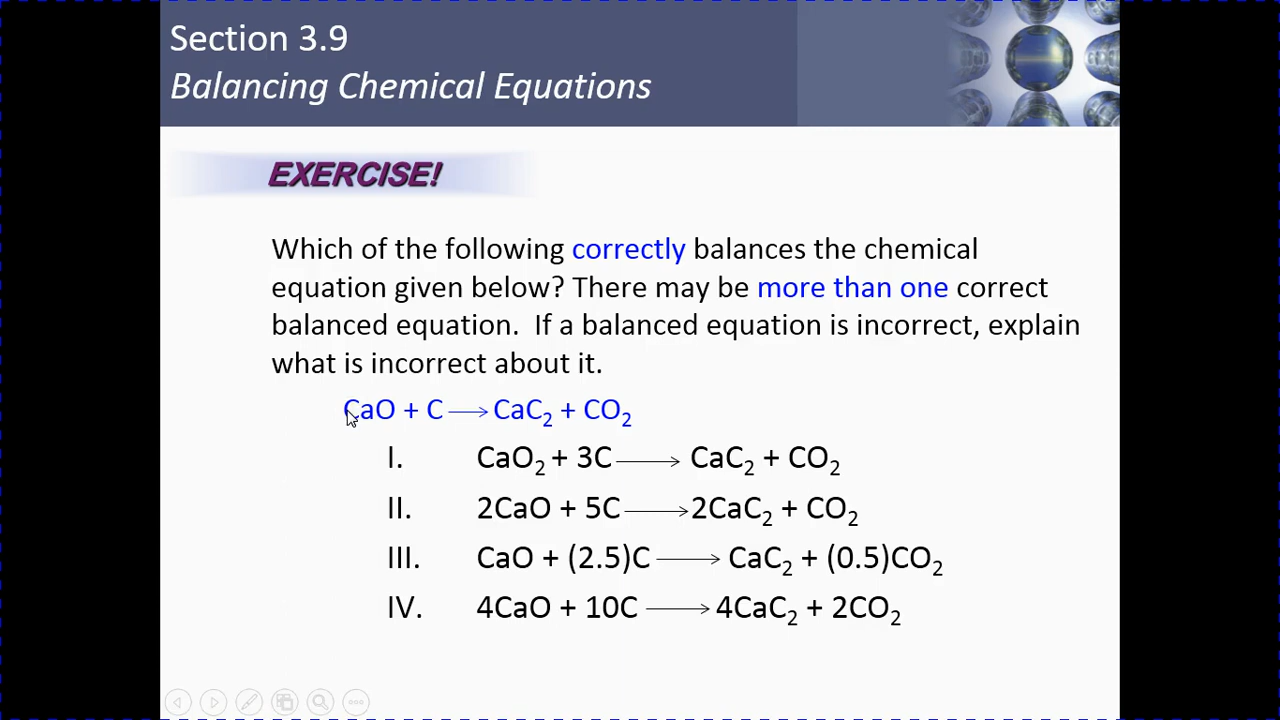 Section 3.9
Balancing Chemical Equations
EXERCISE!
Which of the following correctly balances the chemical
equation given below? There may be more than one correct
balanced equation.  If a balanced equation is incorrect, explain
what is incorrect about it.
CaO + C ⟶ CaC₂ + CO₂
I. CaO₂ + 3C ⟶ CaC₂ + CO₂
II. 2CaO + 5C ⟶ 2CaC₂ + CO₂
III. CaO + (2.5)C ⟶ CaC₂ + (0.5)CO₂
IV. 4CaO + 10C ⟶ 4CaC₂ + 2CO₂